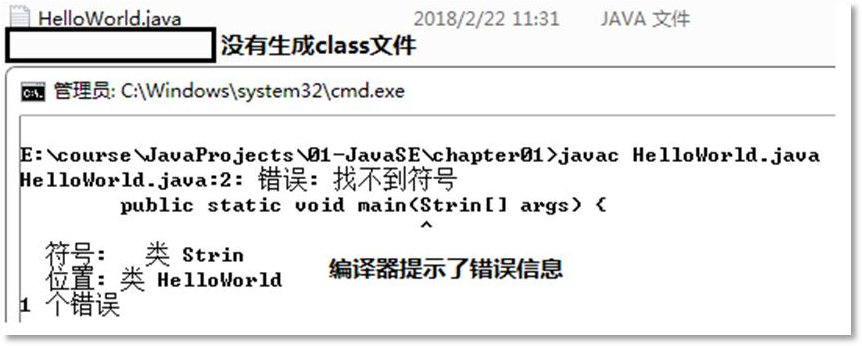 HelloWorld.java 2018/2/22 11:31 JAVA 文件
没有生成class文件
管理员: C:\Windows\system32\cmd.exe
E:\course\JavaProjects\01-JavaSE\chapter01>javac HelloWorld.java
HelloWorld.java:2: 错误: 找不到符号
public static void main(Strin[] args) {
^
符号: 类 Strin
位置: 类 HelloWorld
编译器提示了错误信息
1 个错误